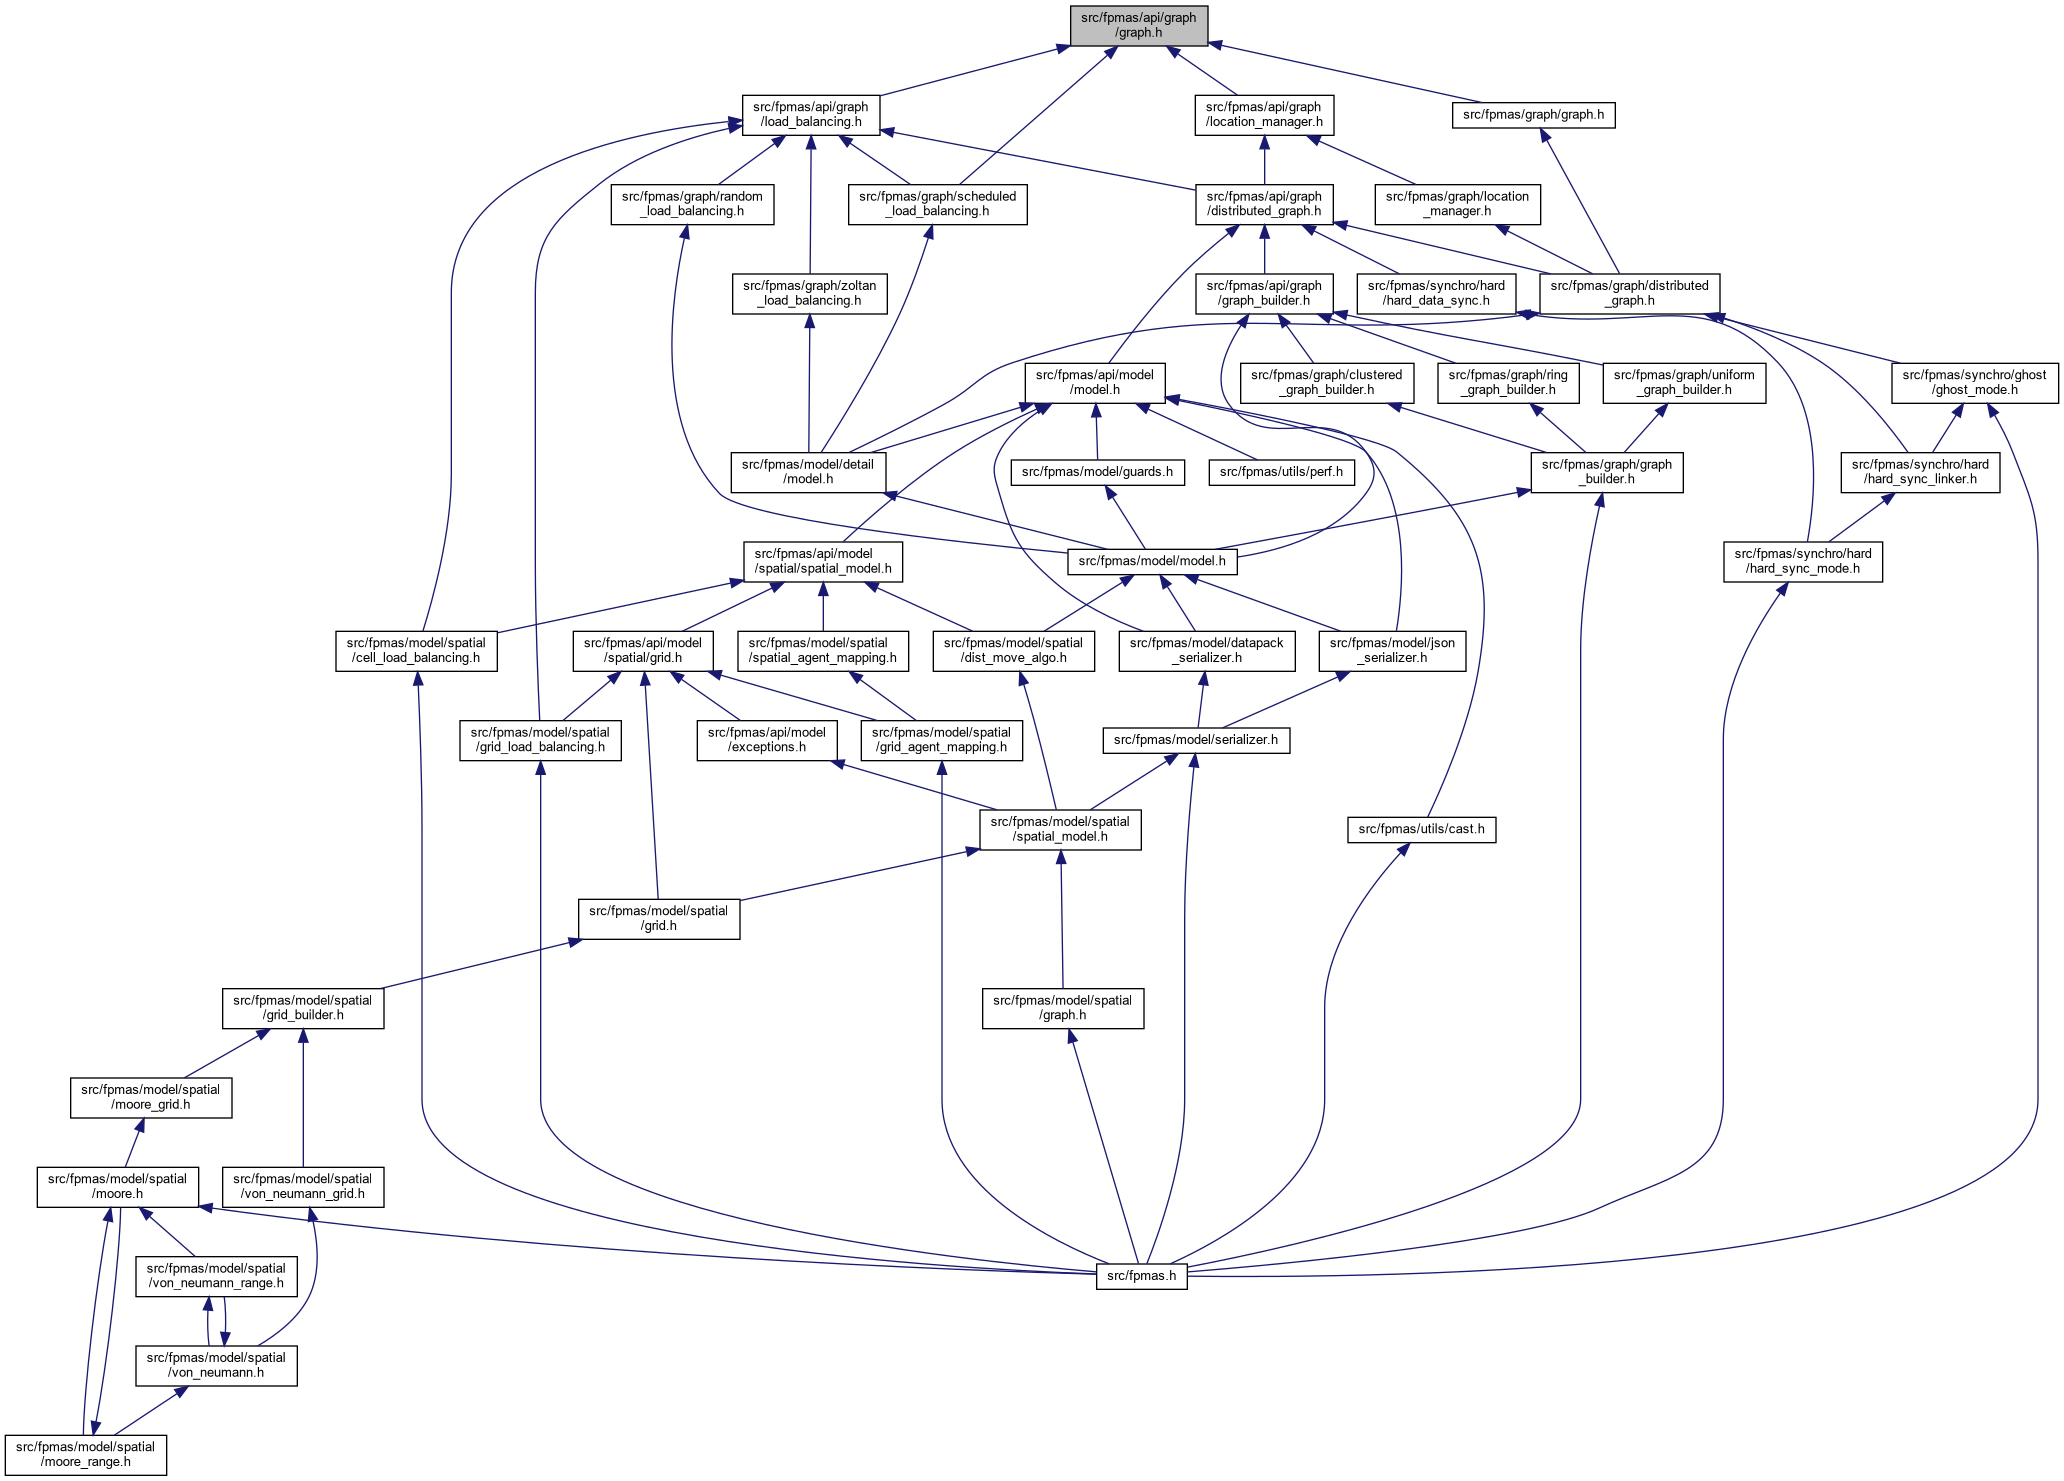 src/fpmas/api/graph
/graph.h
src/fpmas/api/graph
/load_balancing.h
src/fpmas/api/graph
/location_manager.h
src/fpmas/graph/graph.h
src/fpmas/graph/random
_load_balancing.h
src/fpmas/graph/scheduled
_load_balancing.h
src/fpmas/api/graph
/distributed_graph.h
src/fpmas/graph/location
_manager.h
src/fpmas/graph/zoltan
_load_balancing.h
src/fpmas/api/graph
/graph_builder.h
src/fpmas/synchro/hard
/hard_data_sync.h
src/fpmas/graph/distributed
_graph.h
src/fpmas/api/model
/model.h
src/fpmas/graph/clustered
_graph_builder.h
src/fpmas/graph/ring
_graph_builder.h
src/fpmas/graph/uniform
_graph_builder.h
src/fpmas/synchro/ghost
/ghost_mode.h
src/fpmas/model/detail
/model.h
src/fpmas/model/guards.h
src/fpmas/utils/perf.h
src/fpmas/graph/graph
_builder.h
src/fpmas/synchro/hard
/hard_sync_linker.h
src/fpmas/api/model
/spatial/spatial_model.h
src/fpmas/model/model.h
src/fpmas/synchro/hard
/hard_sync_mode.h
src/fpmas/model/spatial
/cell_load_balancing.h
src/fpmas/api/model
/spatial/grid.h
src/fpmas/model/spatial
/spatial_agent_mapping.h
src/fpmas/model/spatial
/dist_move_algo.h
src/fpmas/model/datapack
_serializer.h
src/fpmas/model/json
_serializer.h
src/fpmas/model/spatial
/grid_load_balancing.h
src/fpmas/api/model
/exceptions.h
src/fpmas/model/spatial
/grid_agent_mapping.h
src/fpmas/model/serializer.h
src/fpmas/model/spatial
/spatial_model.h
src/fpmas/utils/cast.h
src/fpmas/model/spatial
/grid.h
src/fpmas/model/spatial
/grid_builder.h
src/fpmas/model/spatial
/graph.h
src/fpmas/model/spatial
/moore_grid.h
src/fpmas/model/spatial
/moore.h
src/fpmas/model/spatial
/von_neumann_grid.h
src/fpmas/model/spatial
/von_neumann_range.h
src/fpmas.h
src/fpmas/model/spatial
/von_neumann.h
src/fpmas/model/spatial
/moore_range.h